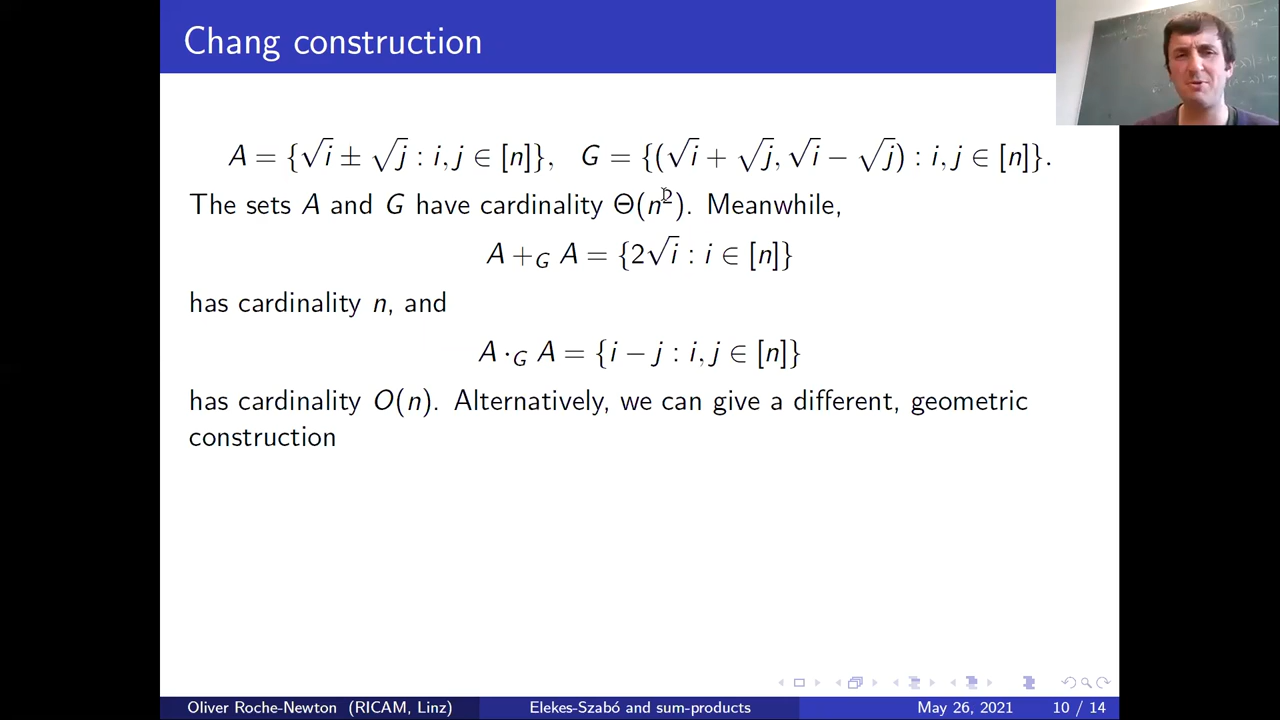 Chang construction
A = {√i ± √j : i, j ∈ [n]}, G = {(√i + √j, √i − √j) : i, j ∈ [n]}.
The sets A and G have cardinality Θ(n²). Meanwhile,
A +_G A = {2√i : i ∈ [n]}
has cardinality n, and
A ·_G A = {i − j : i, j ∈ [n]}
has cardinality O(n). Alternatively, we can give a different, geometric
construction
Oliver Roche-Newton (RICAM, Linz) Elekes-Szabó and sum-products May 26, 2021 10 / 14